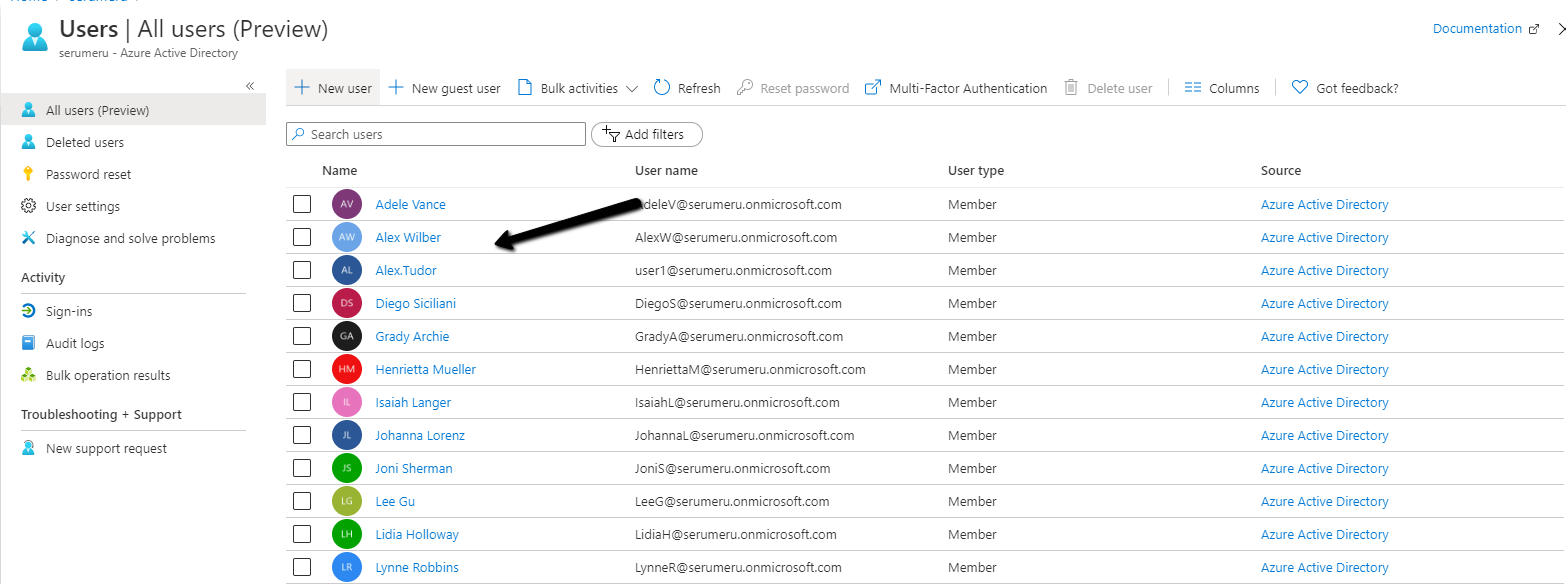 Users | All users (Preview)
serumeru - Azure Active Directory
Documentation
All users (Preview)
Deleted users
Password reset
User settings
Diagnose and solve problems
Activity
Sign-ins
Audit logs
Bulk operation results
Troubleshooting + Support
New support request
New user New guest user Bulk activities Refresh Reset password Multi-Factor Authentication Delete user Columns Got feedback?
Search users Add filters
Name User name User type Source
AV Adele Vance deleV@serumeru.onmicrosoft.com Member Azure Active Directory
AW Alex Wilber AlexW@serumeru.onmicrosoft.com Member Azure Active Directory
AL Alex.Tudor user1@serumeru.onmicrosoft.com Member Azure Active Directory
DS Diego Siciliani DiegoS@serumeru.onmicrosoft.com Member Azure Active Directory
GA Grady Archie GradyA@serumeru.onmicrosoft.com Member Azure Active Directory
HM Henrietta Mueller HenriettaM@serumeru.onmicrosoft.com Member Azure Active Directory
IL Isaiah Langer IsaiahL@serumeru.onmicrosoft.com Member Azure Active Directory
JL Johanna Lorenz JohannaL@serumeru.onmicrosoft.com Member Azure Active Directory
JS Joni Sherman JoniS@serumeru.onmicrosoft.com Member Azure Active Directory
LG Lee Gu LeeG@serumeru.onmicrosoft.com Member Azure Active Directory
LH Lidia Holloway LidiaH@serumeru.onmicrosoft.com Member Azure Active Directory
LR Lynne Robbins LynneR@serumeru.onmicrosoft.com Member Azure Active Directory